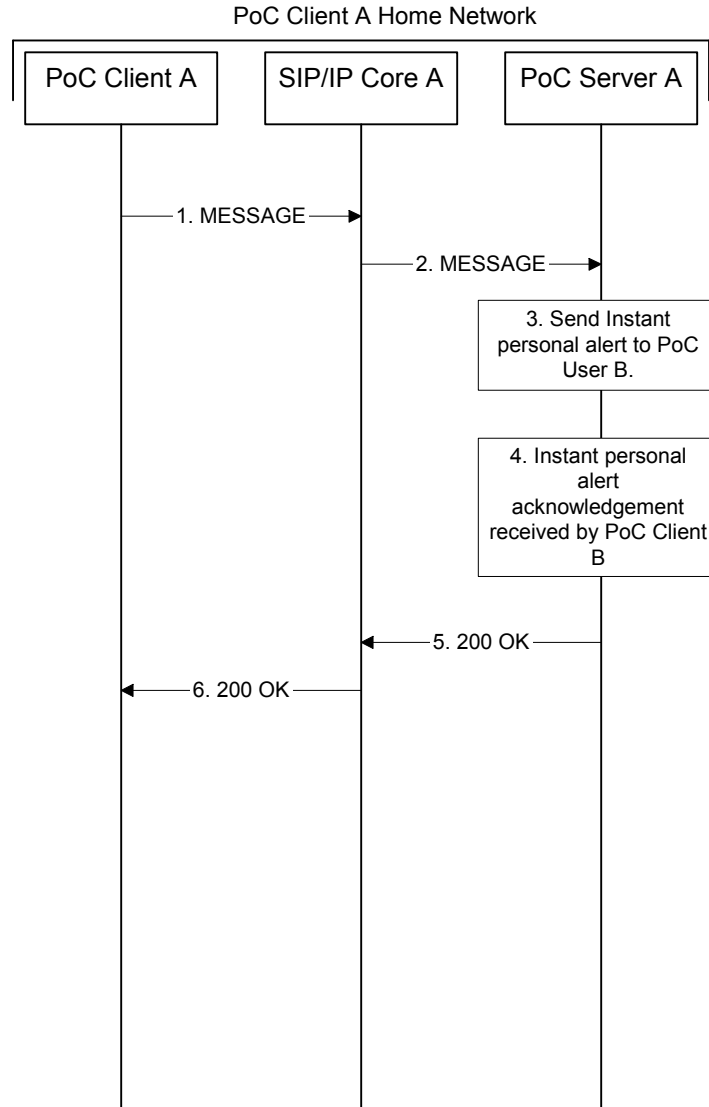 PoC Client A Home Network
PoC Client A
SIP/IP Core A
PoC Server A
1. MESSAGE
2. MESSAGE
3. Send Instant
personal alert to PoC
User B.
4. Instant personal
alert
acknowledgement
received by PoC Client
B
5. 200 OK
6. 200 OK